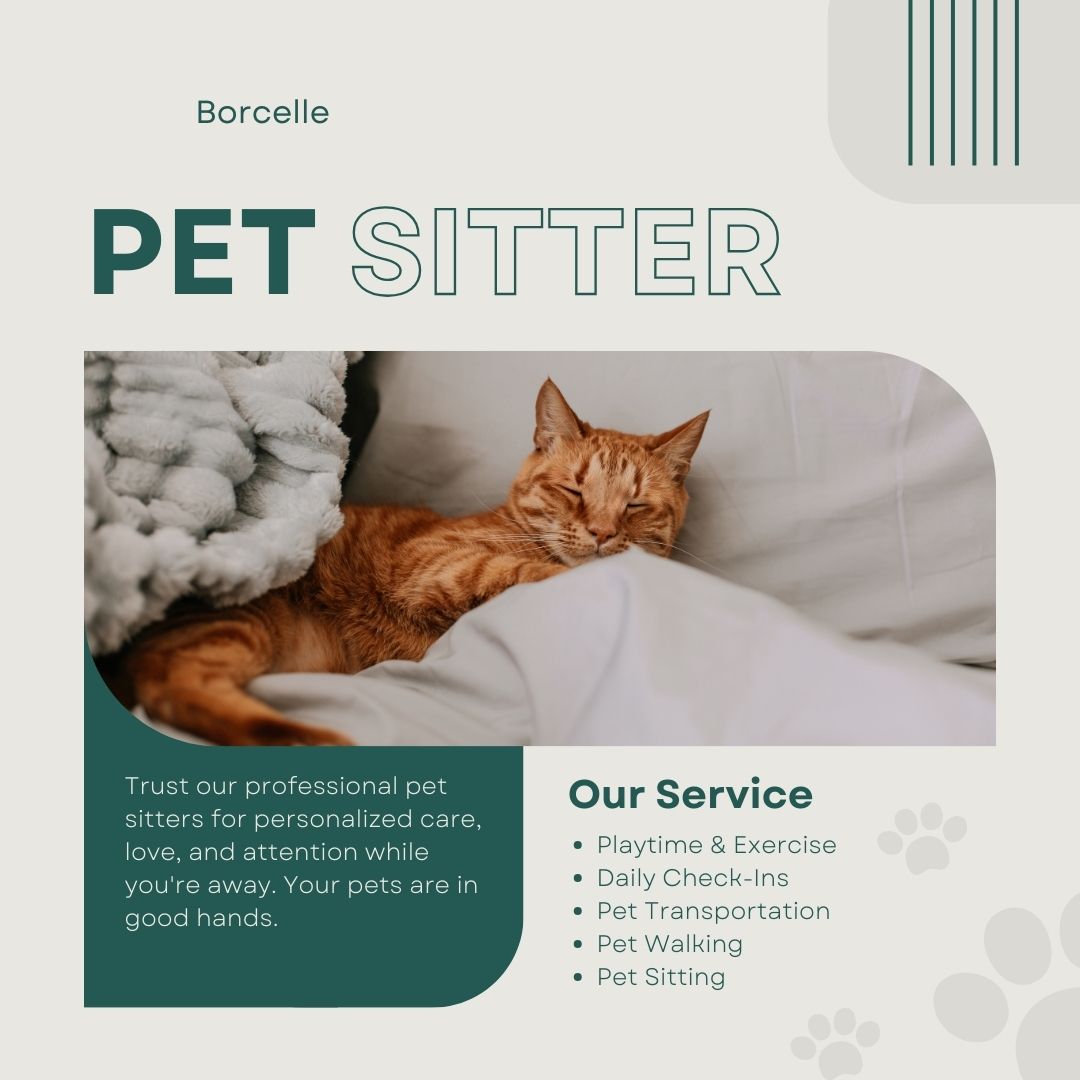 Borcelle
PET SITTER
Trust our professional pet
sitters for personalized care,
love, and attention while
you're away. Your pets are in
good hands.
Our Service
• Playtime & Exercise
• Daily Check-Ins
• Pet Transportation
• Pet Walking
• Pet Sitting